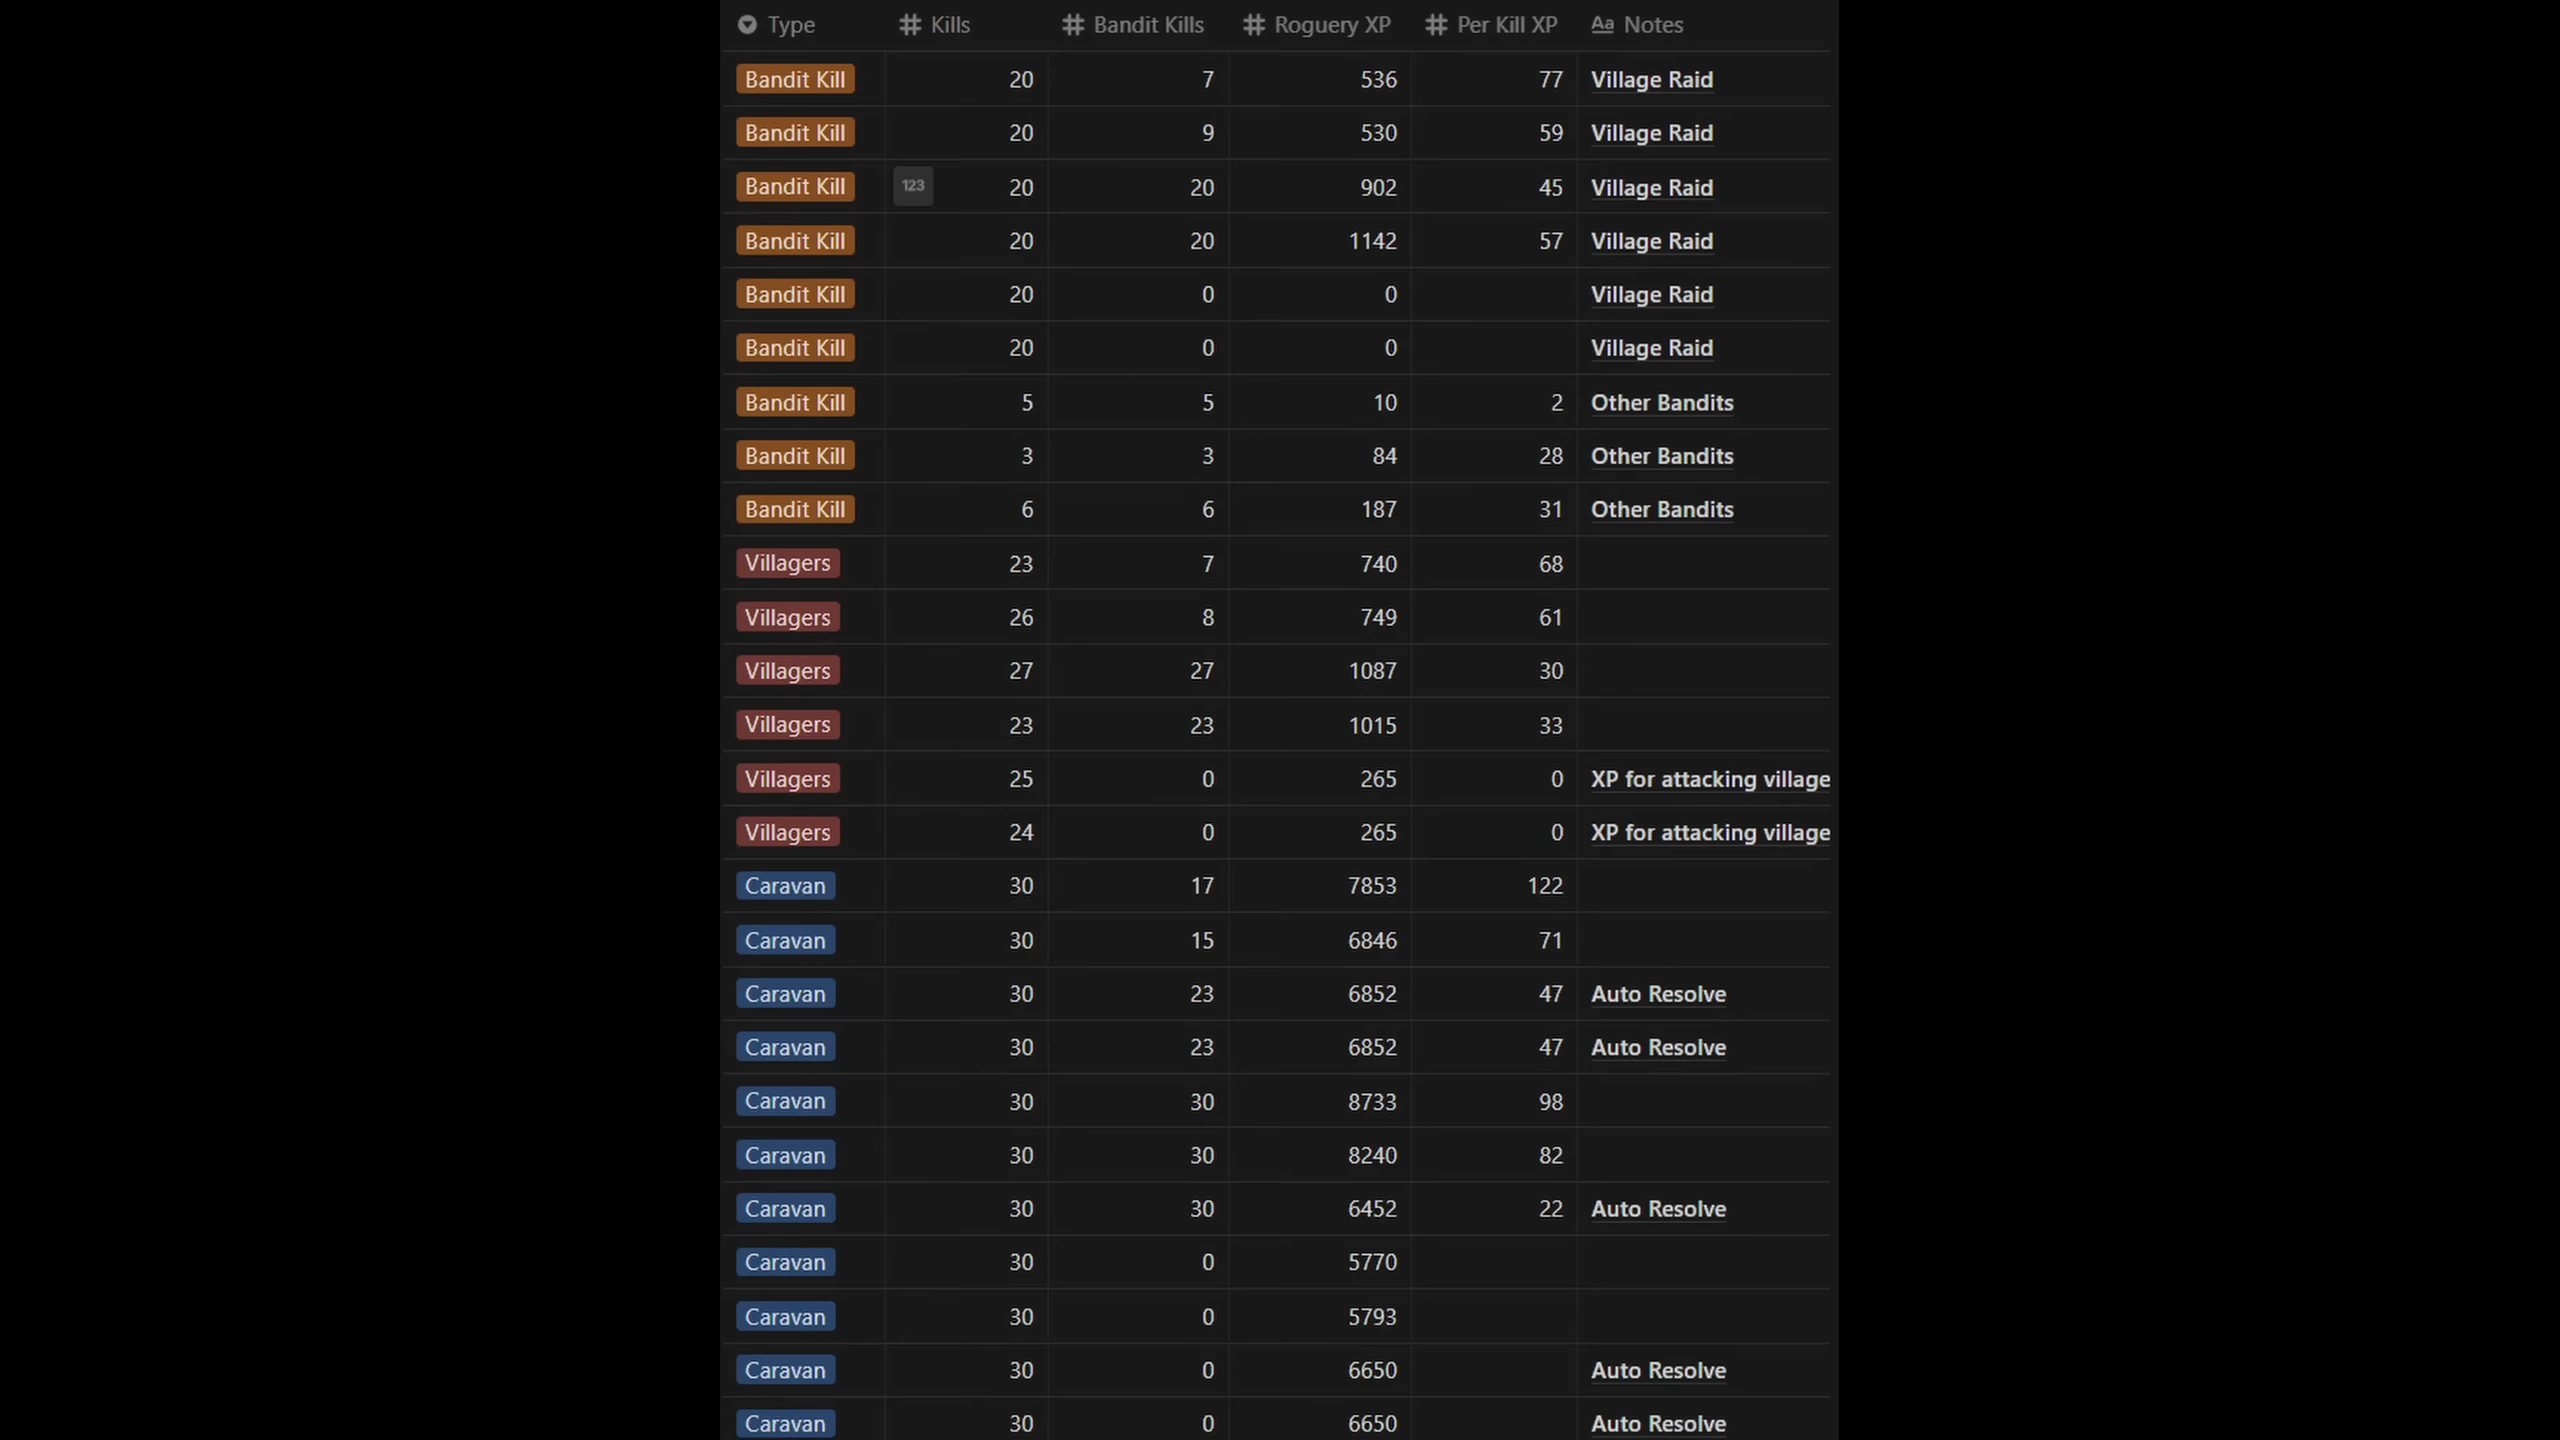 Type Kills Bandit Kills Roguery XP Per Kill XP Aa Notes
Bandit Kill 20 7 536 77 Village Raid
Bandit Kill 20 9 530 59 Village Raid
Bandit Kill 123 20 20 902 45 Village Raid
Bandit Kill 20 20 1142 57 Village Raid
Bandit Kill 20 0 0 Village Raid
Bandit Kill 20 0 0 Village Raid
Bandit Kill 5 5 10 2 Other Bandits
Bandit Kill 3 3 84 28 Other Bandits
Bandit Kill 6 6 187 31 Other Bandits
Villagers 23 7 740 68
Villagers 26 8 749 61
Villagers 27 27 1087 30
Villagers 23 23 1015 33
Villagers 25 0 265 0 XP for attacking village
Villagers 24 0 265 0 XP for attacking village
Caravan 30 17 7853 122
Caravan 30 15 6846 71
Caravan 30 23 6852 47 Auto Resolve
Caravan 30 23 6852 47 Auto Resolve
Caravan 30 30 8733 98
Caravan 30 30 8240 82
Caravan 30 30 6452 22 Auto Resolve
Caravan 30 0 5770
Caravan 30 0 5793
Caravan 30 0 6650 Auto Resolve
Caravan 30 0 6650 Auto Resolve